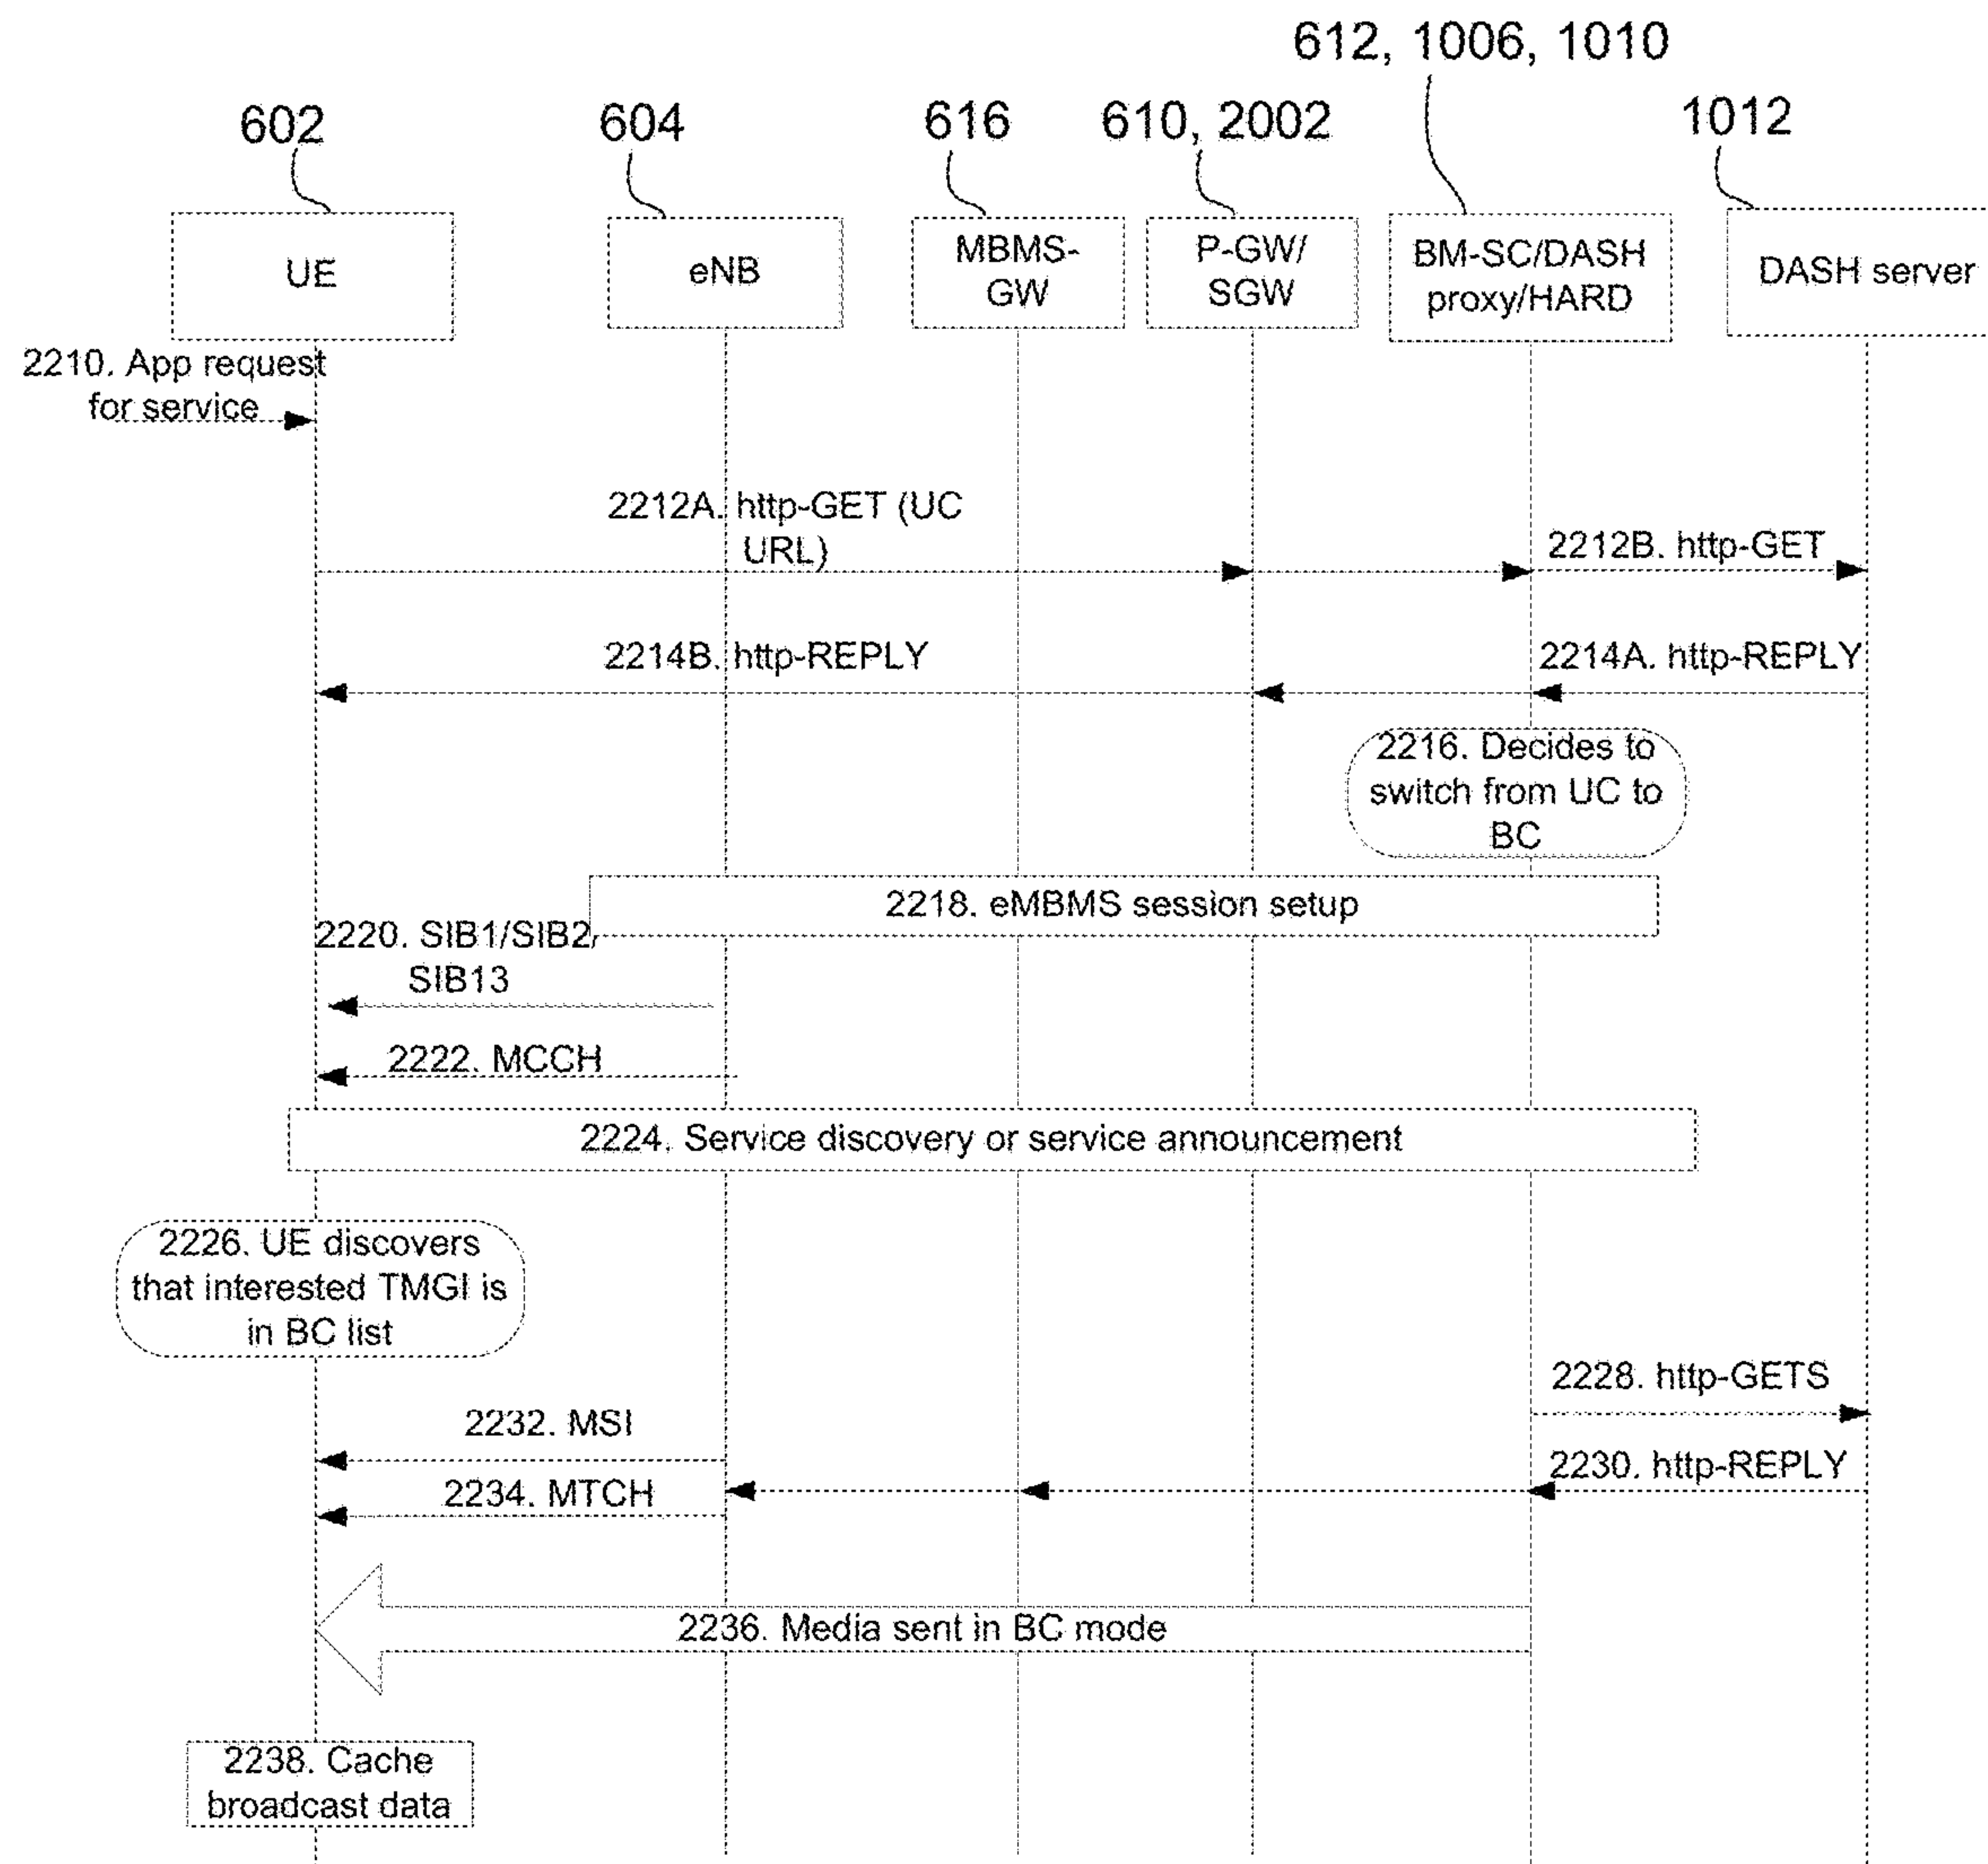 612, 1006, 1010
602
604
616
610, 2002
1012
UE
eNB
MBMS-
GW
P-GW/
SGW
BM-SC/DASH
proxy/HARD
DASH server
2210. App request
for service
2212A. http-GET (UC
URL)
2212B. http-GET
2214B. http-REPLY
2214A. http-REPLY
2216. Decides to
switch from UC to
BC
2218. eMBMS session setup
2220. SIB1/SIB2/
SIB13
2222. MCCH
2224. Service discovery or service announcement
2226. UE discovers
that interested TMGI is
in BC list
2228. http-GETS
2232. MSI
2230. http-REPLY
2234. MTCH
2236. Media sent in BC mode
2238. Cache
broadcast data